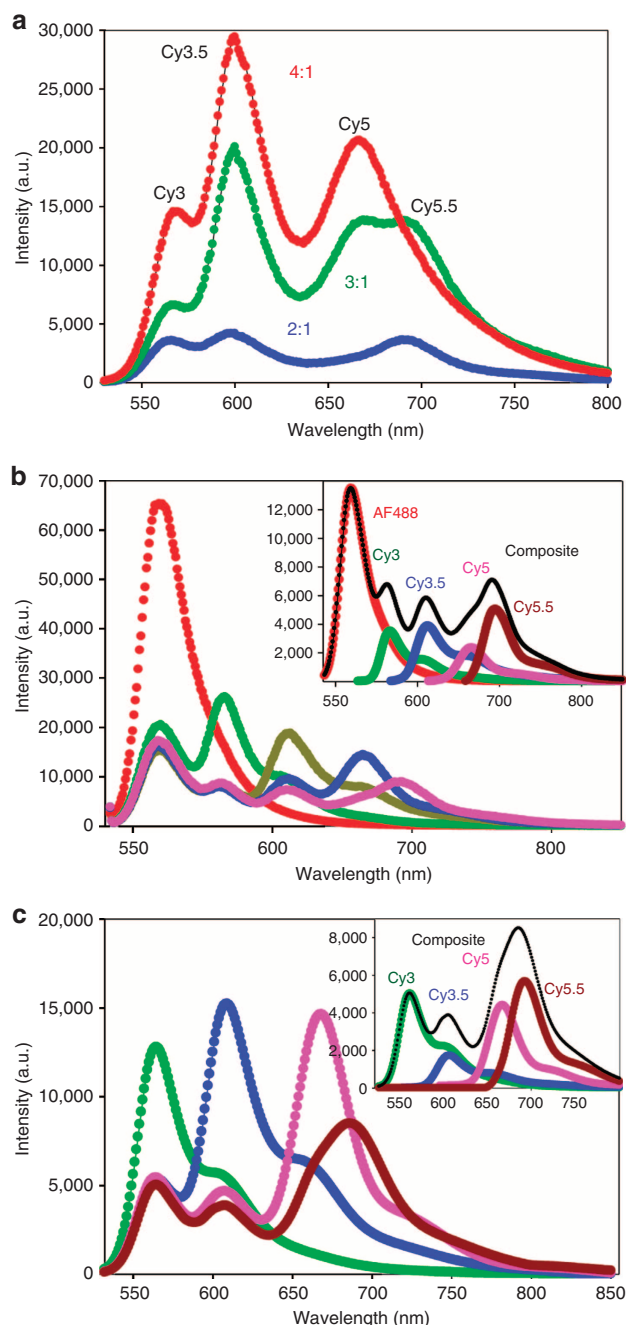 a
30,000
25,000
20,000
15,000
10,000
5,000
0
Intensity (a.u.)
Cy3.5
4:1
Cy5
Cy3
Cy5.5
3:1
2:1
550 600 650 700 750 800
Wavelength (nm)
b
70,000
60,000
50,000
40,000
30,000
20,000
10,000
0
Intensity (a.u.)
12,000
10,000
8,000
6,000
4,000
2,000
AF488
Cy3
Composite
Cy3.5
Cy5
Cy5.5
550 600 700 800
550 600 700 800
Wavelength (nm)
c
20,000
15,000
10,000
5,000
0
Intensity (a.u.)
8,000
6,000
4,000
2,000
0
Composite
Cy5
Cy3
Cy3.5
Cy5.5
550 600 650 700 750
550 600 650 700 750 800 850
Wavelength (nm)